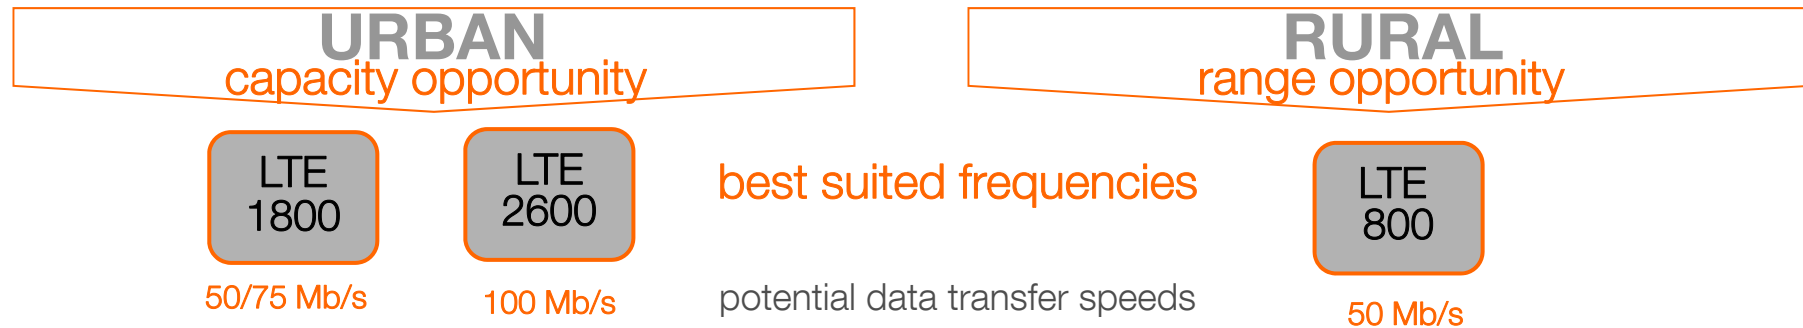 URBAN
capacity opportunity
RURAL
range opportunity
LTE
1800
LTE
2600
best suited frequencies
LTE
800
50/75 Mb/s
100 Mb/s
potential data transfer speeds
50 Mb/s